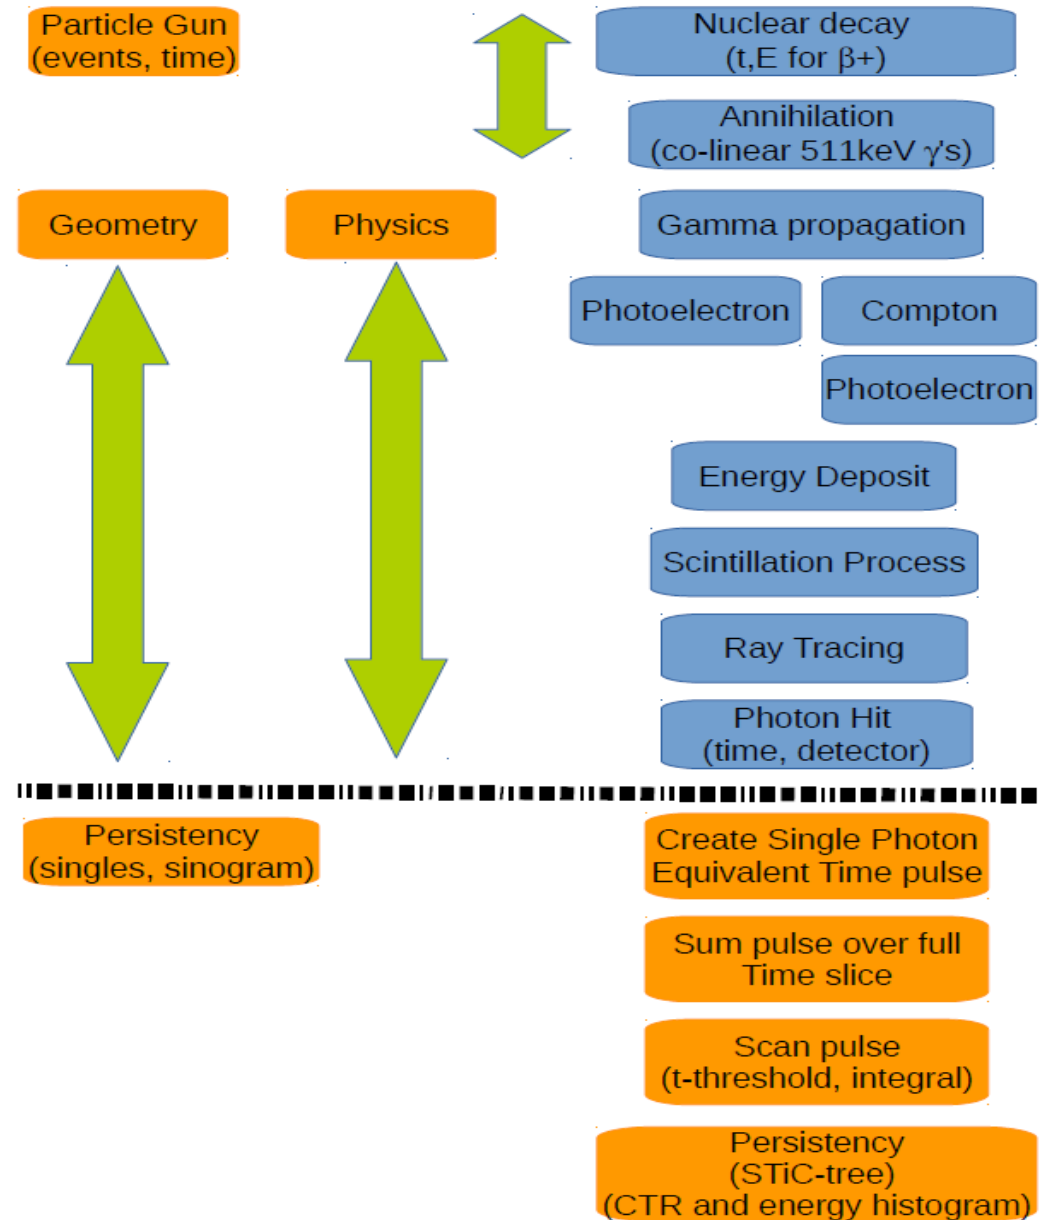 Particle Gun
(events, time)
Nuclear decay
(t,E for β+)
Annihilation
(co-linear 511keV γ's)
Geometry
Physics
Gamma propagation
Photoelectron
Compton
Photoelectron
Energy Deposit
Scintillation Process
Ray Tracing
Photon Hit
(time, detector)
Persistency
(singles, sinogram)
Create Single Photon
Equivalent Time pulse
Sum pulse over full
Time slice
Scan pulse
(t-threshold, integral)
Persistency
(STiC-tree)
(CTR and energy histogram)